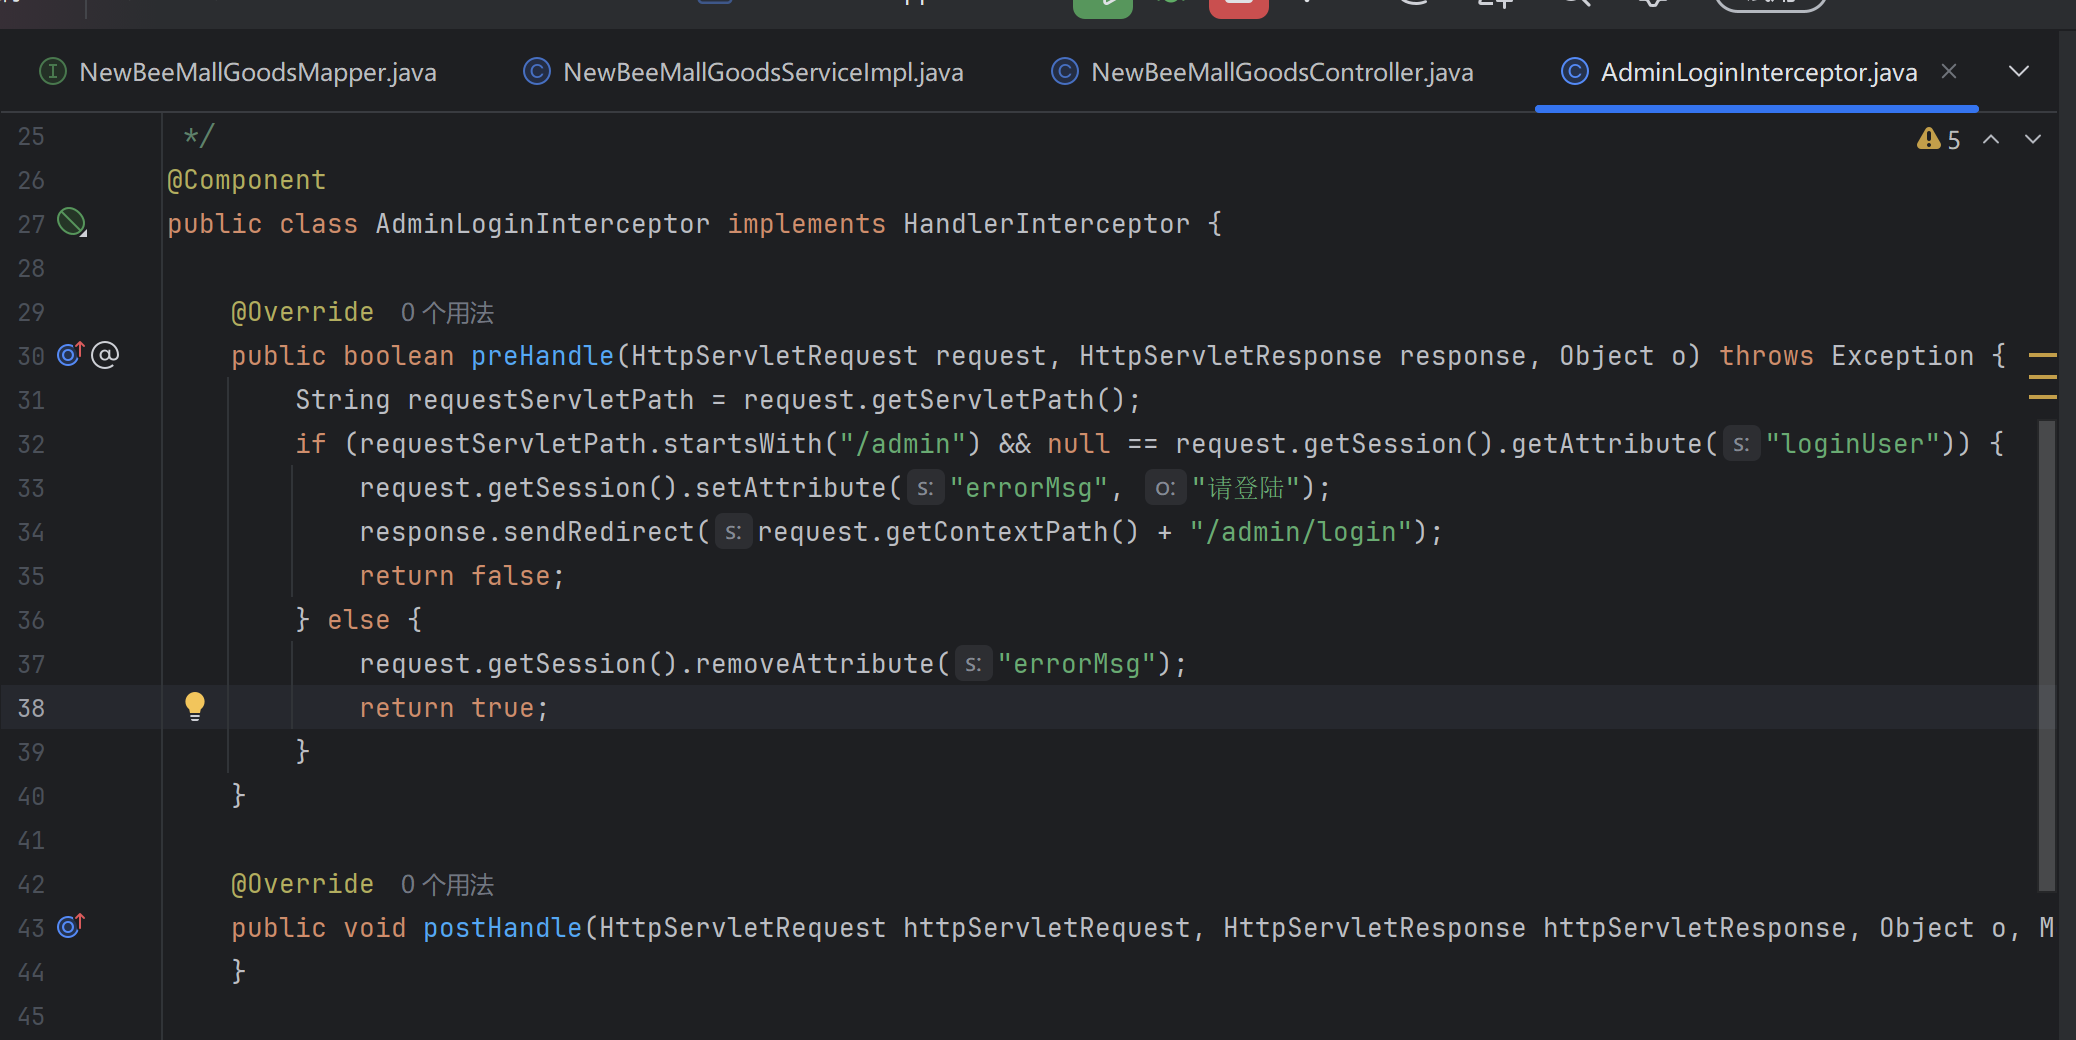 NewBeeMallGoodsMapper.java NewBeeMallGoodsServiceImpl.java NewBeeMallGoodsController.java AdminLoginInterceptor.java
25 */
5
26 @Component
27 public class AdminLoginInterceptor implements HandlerInterceptor {
28
29 @Override 0 个用法
30 public boolean preHandle(HttpServletRequest request, HttpServletResponse response, Object o) throws Exception {
31 String requestServletPath = request.getServletPath();
32 if (requestServletPath.startsWith("/admin") && null == request.getSession().getAttribute( s: "loginUser")) {
33 request.getSession().setAttribute( s: "errorMsg", o: "请登陆");
34 response.sendRedirect( s: request.getContextPath() + "/admin/login");
35 return false;
36 } else {
37 request.getSession().removeAttribute( s: "errorMsg");
38 return true;
39 }
40 }
41
42 @Override 0 个用法
43 public void postHandle(HttpServletRequest httpServletRequest, HttpServletResponse httpServletResponse, Object o, M
44 }
45